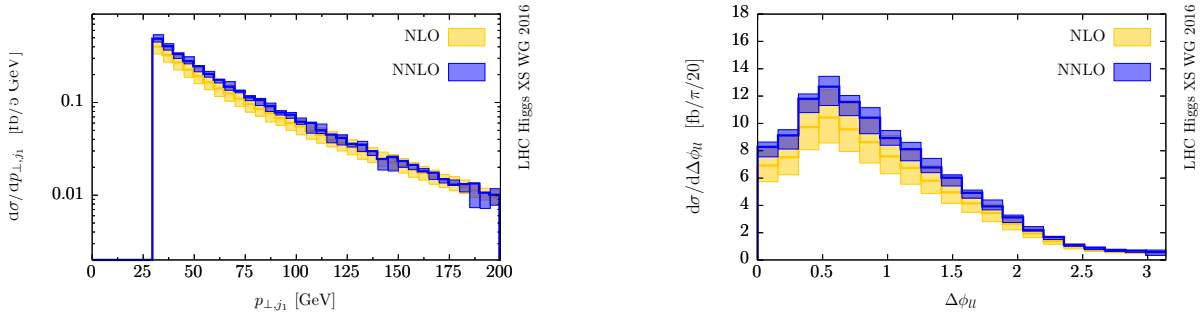 dσ/dp⊥,j₁ [fb/5 GeV]
0.1
0.01
NLO
NNLO
LHC Higgs XS WG 2016
0 25 50 75 100 125 150 175 200
p⊥,j₁ [GeV]
dσ/dΔϕll [fb/π/20]
18
16
14
12
10
8
6
4
2
0
NLO
NNLO
LHC Higgs XS WG 2016
0 0.5 1 1.5 2 2.5 3
Δϕll